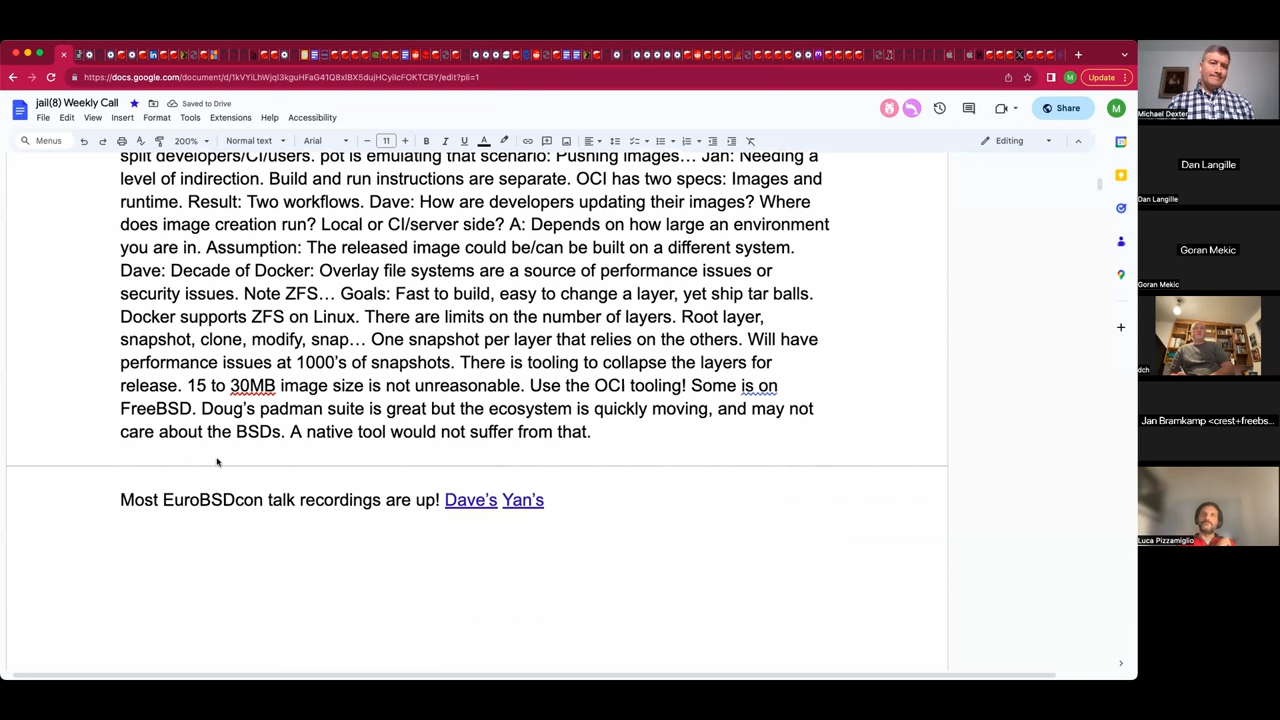 https://docs.google.com/document/d/1kVYiLhWjqI3kguHFaG41Q8xIBX5dujHCyiIcFOKTC8Y/edit?pli=1
Update
jail(8) Weekly Call
Saved to Drive
File Edit View Insert Format Tools Extensions Help Accessibility
Share
M
Menus
200%
Normal text
Arial
11
Editing
split developers/CI/users. pot is emulating that scenario: Pushing images… Jan: Needing a
level of indirection. Build and run instructions are separate. OCI has two specs: Images and
runtime. Result: Two workflows. Dave: How are developers updating their images? Where
does image creation run? Local or CI/server side? A: Depends on how large an environment
you are in. Assumption: The released image could be/can be built on a different system.
Dave: Decade of Docker: Overlay file systems are a source of performance issues or
security issues. Note ZFS… Goals: Fast to build, easy to change a layer, yet ship tar balls.
Docker supports ZFS on Linux. There are limits on the number of layers. Root layer,
snapshot, clone, modify, snap… One snapshot per layer that relies on the others. Will have
performance issues at 1000's of snapshots. There is tooling to collapse the layers for
release. 15 to 30MB image size is not unreasonable. Use the OCI tooling! Some is on
FreeBSD. Doug's padman suite is great but the ecosystem is quickly moving, and may not
care about the BSDs. A native tool would not suffer from that.
Most EuroBSDcon talk recordings are up! Dave's Yan's
Michael Dexter
Dan Langille
Dan Langille
Goran Mekic
Goran Mekic
dch
Jan Bramkamp <crest+freebs...
Luca Pizzamiglio